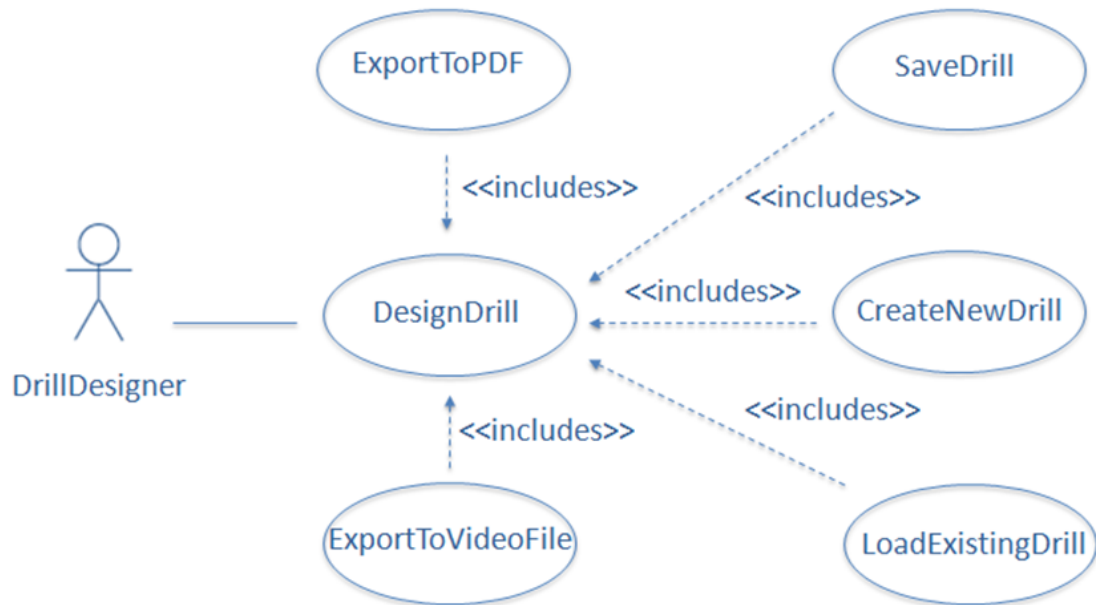 ExportToPDF
SaveDrill
<<includes>>
<<includes>>
DesignDrill
<<includes>>
CreateNewDrill
DrillDesigner
<<includes>>
<<includes>>
ExportToVideoFile
LoadExistingDrill